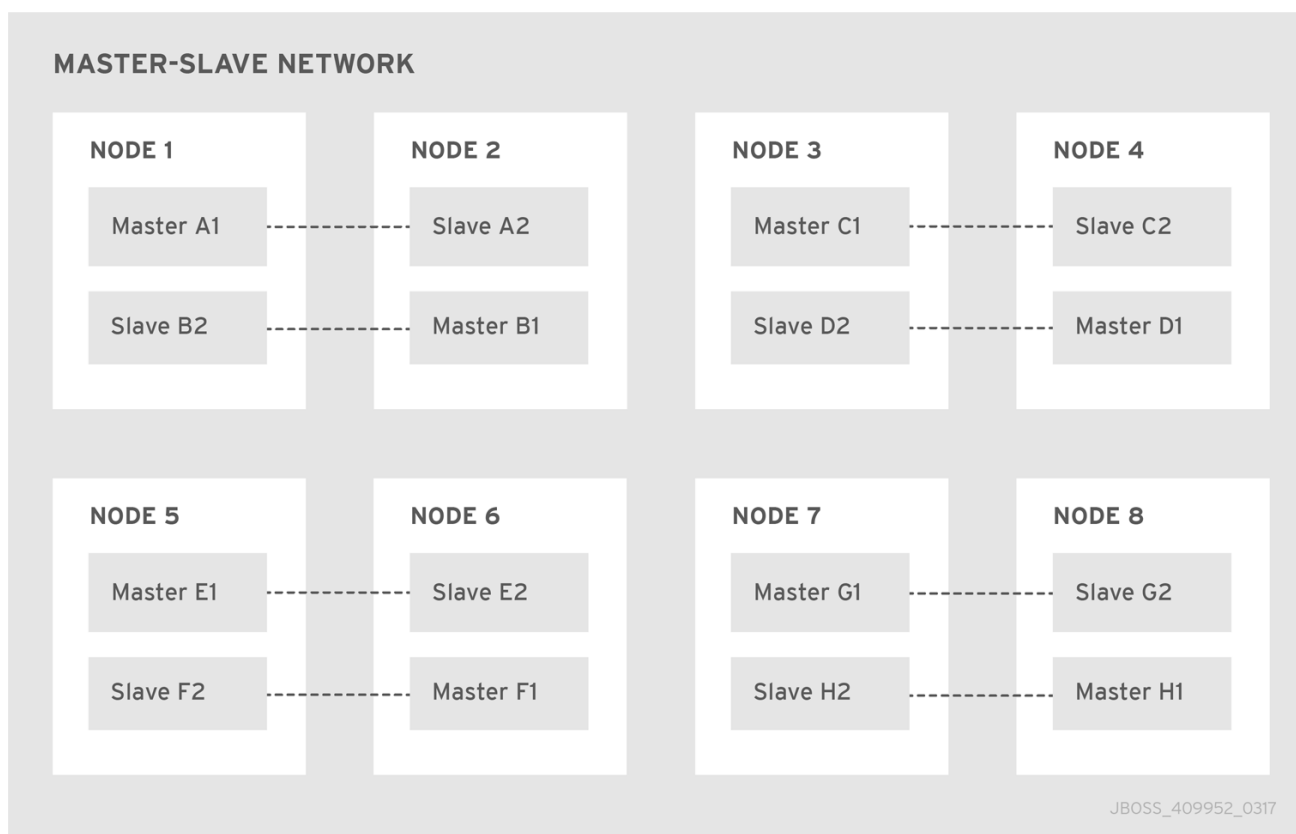 MASTER-SLAVE NETWORK
NODE 1
Master A1
Slave B2
NODE 2
Slave A2
Master B1
NODE 3
Master C1
Slave D2
NODE 4
Slave C2
Master D1
NODE 5
Master E1
Slave F2
NODE 6
Slave E2
Master F1
NODE 7
Master G1
Slave H2
NODE 8
Slave G2
Master H1
JBOSS_409952_0317